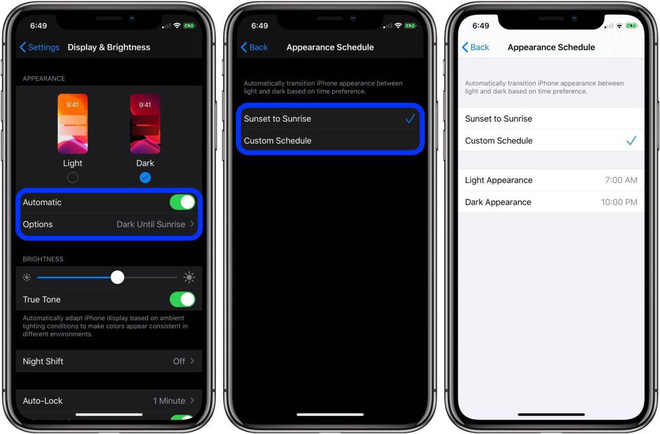 6:49
Settings
Display & Brightness
APPEARANCE
9:41
9:41
Light
Dark
Automatic
Options
Dark Until Sunrise
BRIGHTNESS
True Tone
Automatically adapt iPhone display based on ambient
lighting conditions to make colors appear consistent
in different environments.
Night Shift
Off
Auto-Lock
1 Minute
6:49
Back
Appearance Schedule
Automatically transition iPhone appearance between
light and dark based on time preference.
Sunset to Sunrise
Custom Schedule
6:49
Back
Appearance Schedule
Automatically transition iPhone appearance between
light and dark based on time preference.
Sunset to Sunrise
Custom Schedule
Light Appearance
7:00 AM
Dark Appearance
10:00 PM